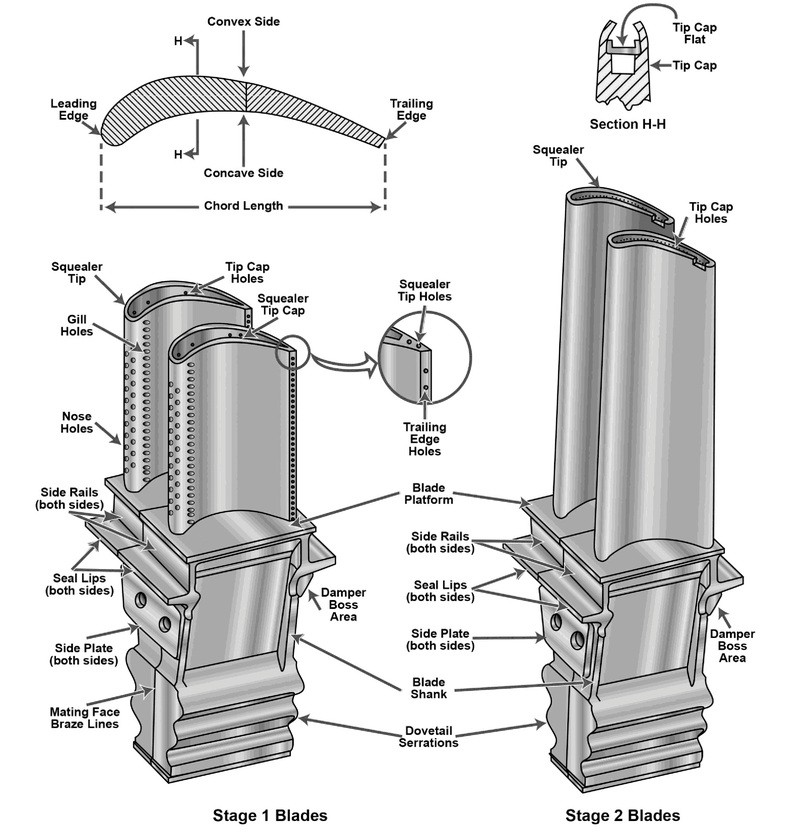 Convex Side
H
Leading
Edge
Trailing
Edge
H
Concave Side
Chord Length
Tip Cap
Flat
Tip Cap
Section H-H
Squealer
Tip
Tip Cap
Holes
Squealer
Tip
Tip Cap
Holes
Squealer
Tip Cap
Gill
Holes
Nose
Holes
Squealer
Tip Holes
Trailing
Edge
Holes
Side Rails
(both sides)
Seal Lips
(both sides)
Side Plate
(both sides)
Mating Face
Braze Lines
Damper
Boss
Area
Blade
Platform
Side Rails
(both sides)
Seal Lips
(both sides)
Side Plate
(both sides)
Blade
Shank
Dovetail
Serrations
Damper
Boss
Area
Stage 1 Blades
Stage 2 Blades